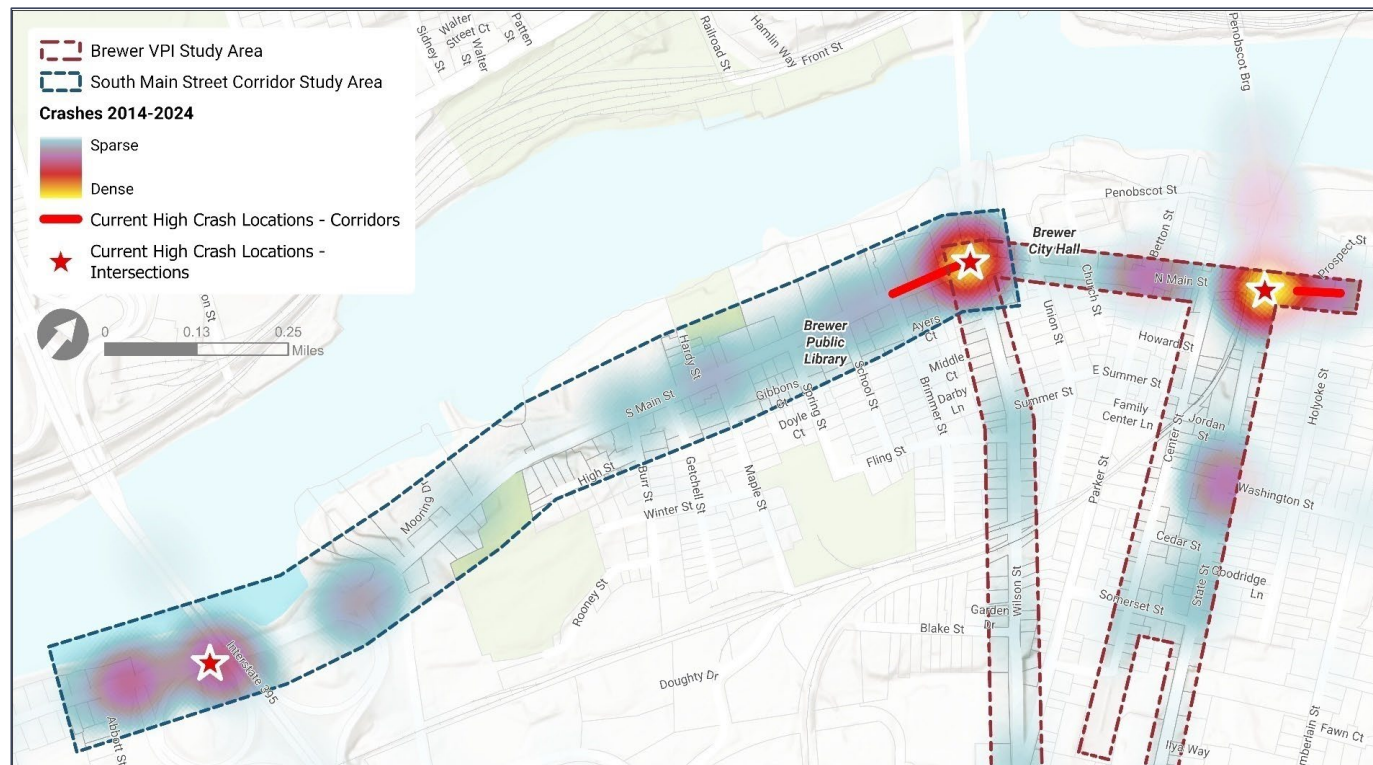 Brewer VPI Study Area
South Main Street Corridor Study Area
Crashes 2014-2024
Sparse
Dense
Current High Crash Locations - Corridors
Current High Crash Locations -
Intersections
0
0.13
0.25
Miles
Sidney St
Walter
Street Ct
Walter
St
Patten
St
Railroad St
Hamlin Way
Front St
Penobscot Brg
Penobscot St
Betton St
Prospect St
Brewer
City Hall
N Main St
Church St
Union St
Howard St
E Summer St
Family
Center Ln
Holyoke St
Center St
Jordan
St
Washington St
Parker St
Cedar St
Goodridge
Ln
State St
Somerset St
Ilya Way
Fawn Ct
Summer St
Middle
Ct
Darby
Ln
Brimmer St
Ayers
Ct
Brewer
Public
Library
School St
Spring St
Gibbons
Ct
Doyle
Ct
Hardy St
S Main St
Fling St
Maple St
Getchell St
Burr St
High St
Winter St
Mooring Dr
Rooney St
Interstate 395
Abbott St
Doughty Dr
Blake St
Garden
Dr
Wilson St